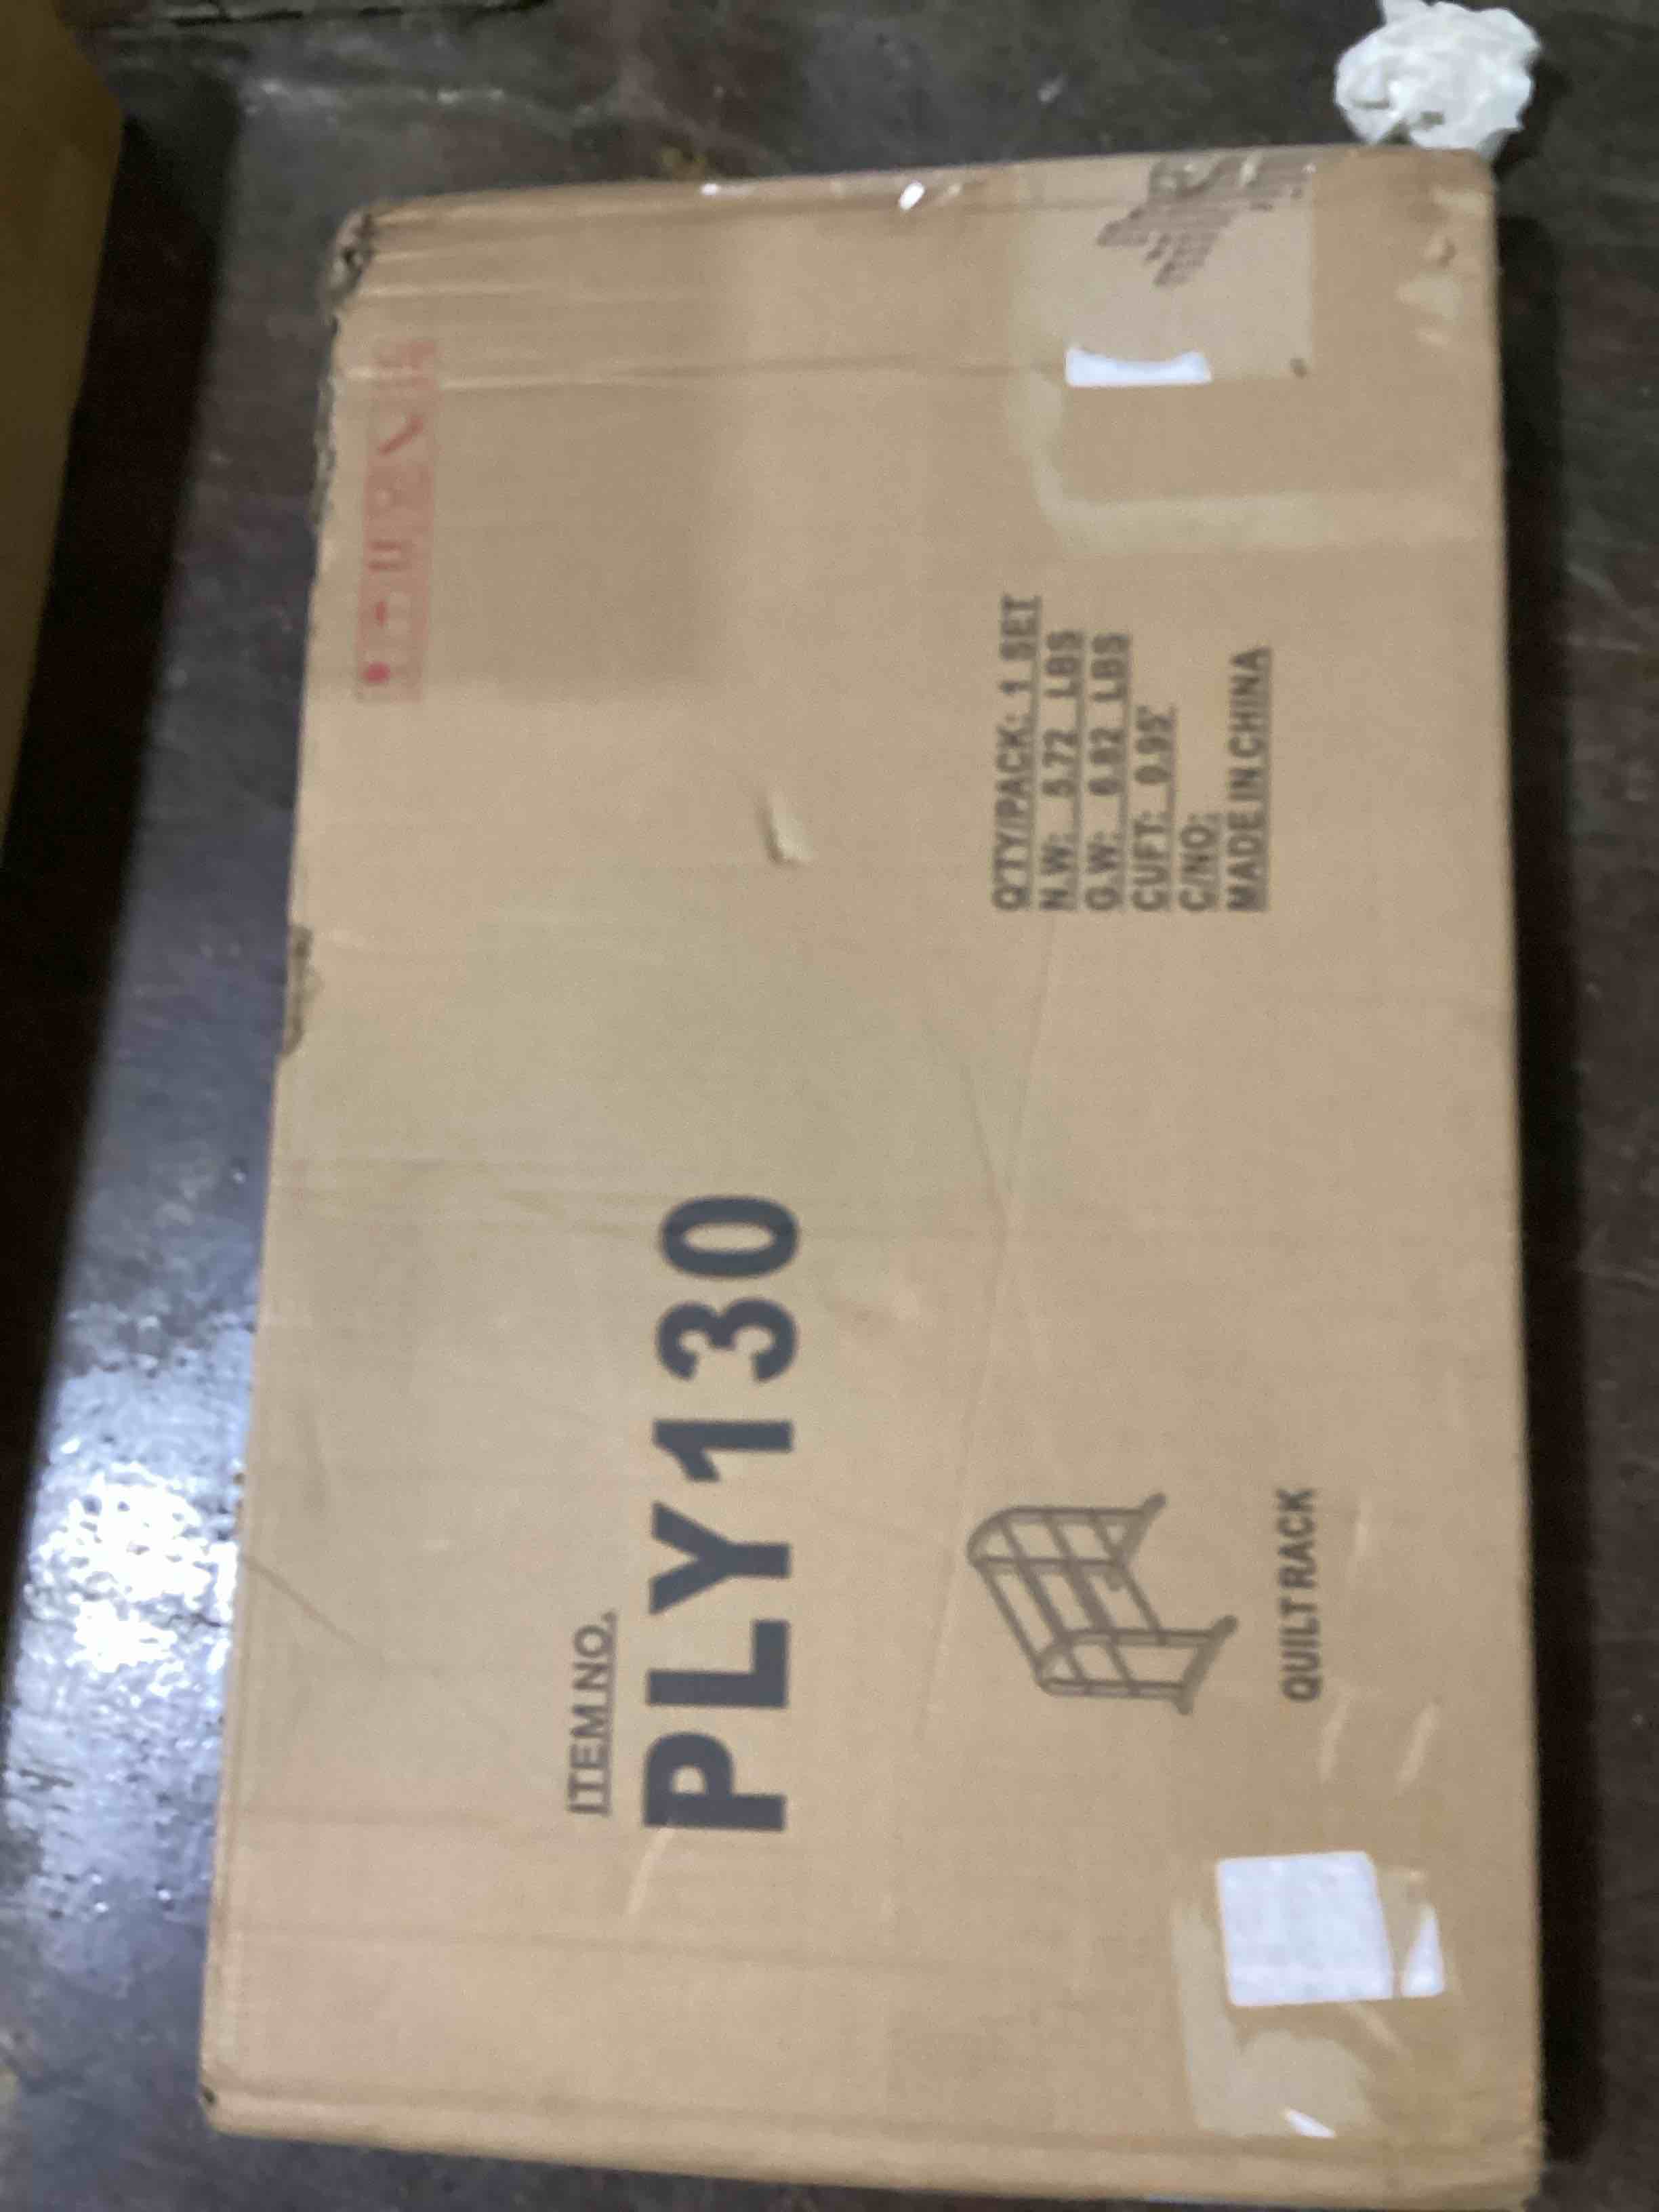 ITEM NO.
PLY130
QUILT RACK
Q'TY/PACK: 1 SET
N.W: 5.72 LBS
G.W: 6.82 LBS
CUFT: 0.95'
C/NO:
MADE IN CHINA